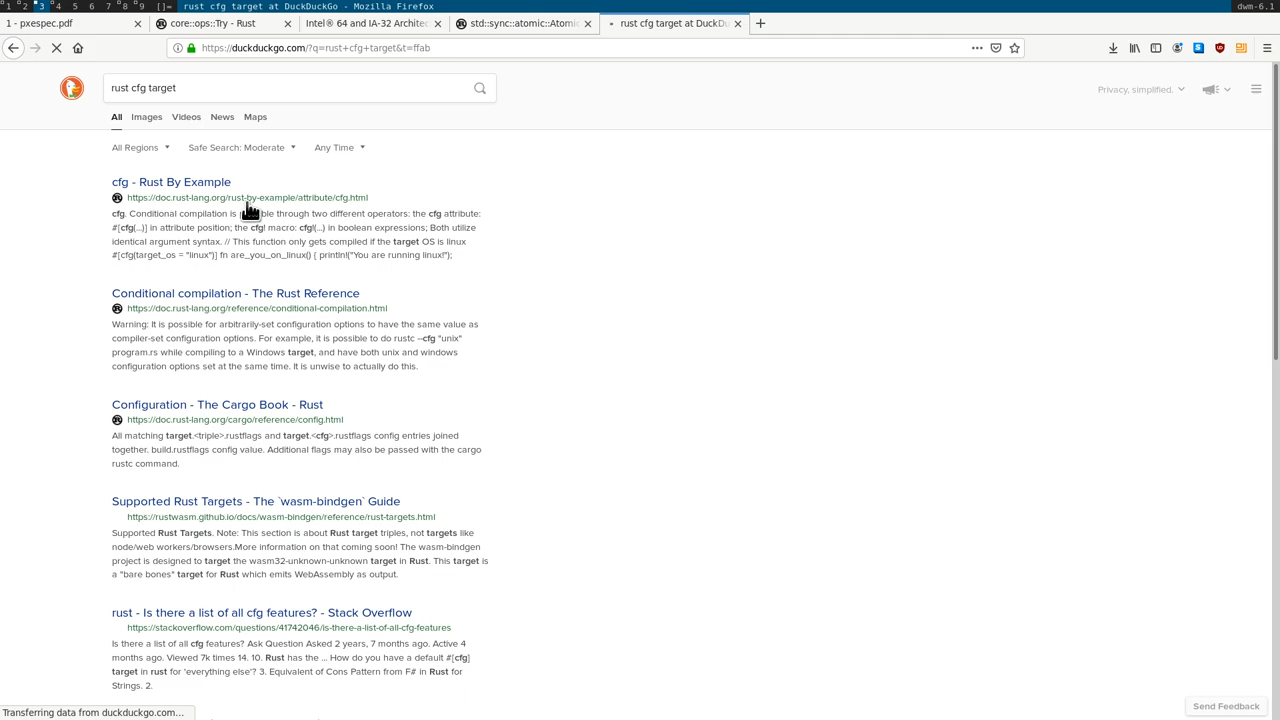 1 2 3 4 5 6 7 8 9 []= rust cfg target at DuckDuckGo - Mozilla Firefox dwm-6.1
1 - pxespec.pdf core::ops::Try - Rust Intel® 64 and IA-32 Architec std::sync::atomic::Atomic rust cfg target at DuckDu
https://duckduckgo.com/?q=rust+cfg+target&t=ffab
rust cfg target
Privacy, simplified.
All Images Videos News Maps
All Regions Safe Search: Moderate Any Time
cfg - Rust By Example
https://doc.rust-lang.org/rust-by-example/attribute/cfg.html
cfg. Conditional compilation is ble through two different operators: the cfg attribute:
#[cfg(...)] in attribute position; the cfg! macro: cfg!(...) in boolean expressions; Both utilize
identical argument syntax. // This function only gets compiled if the target OS is linux
#[cfg(target_os = "linux")] fn are_you_on_linux() { println!("You are running linux!");
Conditional compilation - The Rust Reference
https://doc.rust-lang.org/reference/conditional-compilation.html
Warning: It is possible for arbitrarily-set configuration options to have the same value as
compiler-set configuration options. For example, it is possible to do rustc --cfg "unix"
program.rs while compiling to a Windows target, and have both unix and windows
configuration options set at the same time. It is unwise to actually do this.
Configuration - The Cargo Book - Rust
https://doc.rust-lang.org/cargo/reference/config.html
All matching target.<triple>.rustflags and target.<cfg>.rustflags config entries joined
together. build.rustflags config value. Additional flags may also be passed with the cargo
rustc command.
Supported Rust Targets - The `wasm-bindgen` Guide
https://rustwasm.github.io/docs/wasm-bindgen/reference/rust-targets.html
Supported Rust Targets. Note: This section is about Rust target triples, not targets like
node/web workers/browsers.More information on that coming soon! The wasm-bindgen
project is designed to target the wasm32-unknown-unknown target in Rust. This target is
a "bare bones" target for Rust which emits WebAssembly as output.
rust - Is there a list of all cfg features? - Stack Overflow
https://stackoverflow.com/questions/41742046/is-there-a-list-of-all-cfg-features
Is there a list of all cfg features? Ask Question Asked 2 years, 7 months ago. Active 4
months ago. Viewed 7k times 14. 10. Rust has the ... How do you have a default #[cfg]
target in rust for 'everything else'? 3. Equivalent of Cons Pattern from F# in Rust for
Strings. 2.
Send Feedback
Transferring data from duckduckgo.com...